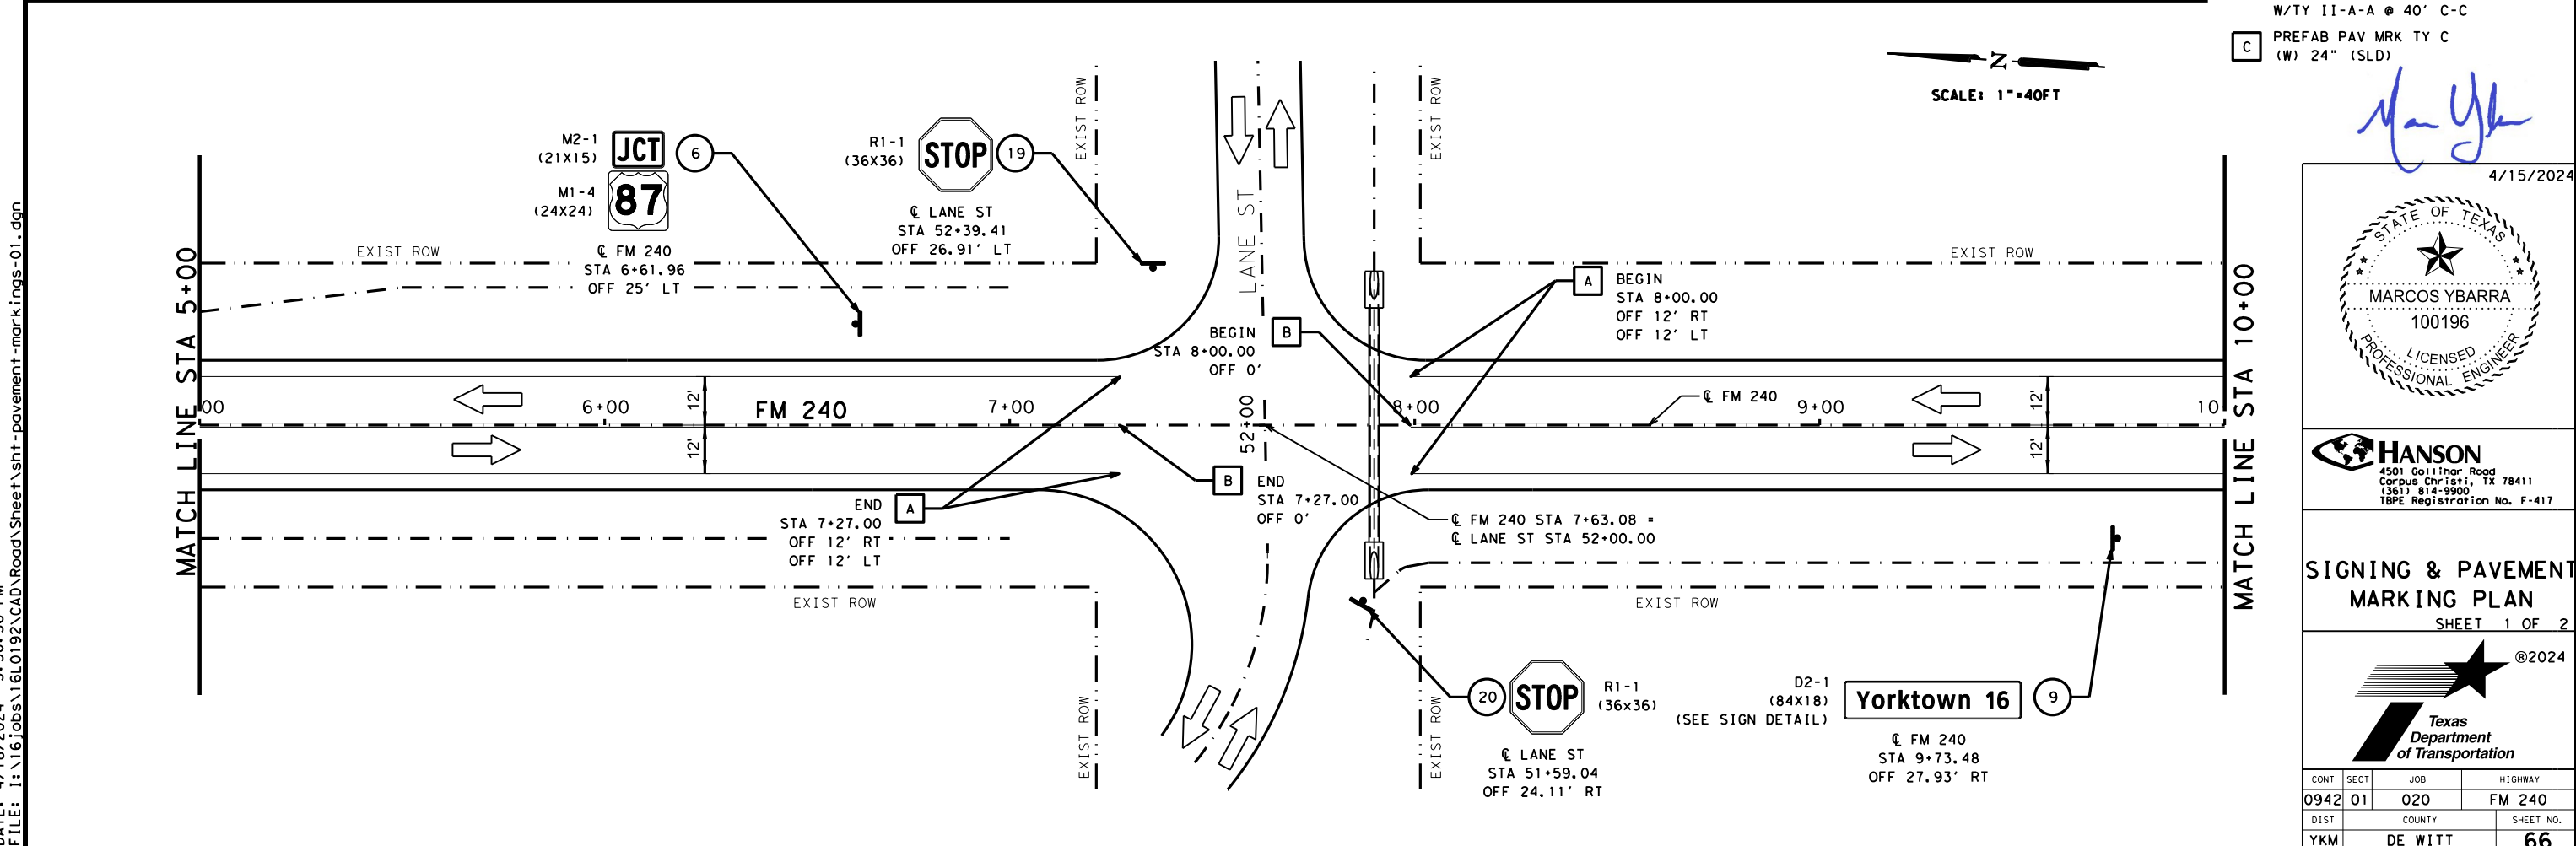 W/TY II-A-A @ 40' C-C
C
PREFAB PAV MRK TY C
(W) 24" (SLD)
N
SCALE: 1"=40FT
4/15/2024
STATE OF TEXAS
MARCOS YBARRA
100196
LICENSED
PROFESSIONAL ENGINEER
HANSON
4501 Gollihar Road
Corpus Christi, TX 78411
(361) 814-9900
TBPE Registration No. F-417
SIGNING & PAVEMENT
MARKING PLAN
SHEET 1 OF 2
®2024
Texas
Department
of Transportation
CONT SECT JOB HIGHWAY
0942 01 020 FM 240
DIST COUNTY SHEET NO.
YKM DE WITT 66
M2-1
(21X15)
JCT
6
M1-4
(24X24)
87
℄ FM 240
STA 6+61.96
OFF 25' LT
R1-1
(36X36)
STOP
19
℄ LANE ST
STA 52+39.41
OFF 26.91' LT
EXIST ROW
EXIST ROW
EXIST ROW
EXIST ROW
LANE ST
A
BEGIN
STA 8+00.00
OFF 12' RT
OFF 12' LT
B
BEGIN
STA 8+00.00
OFF 0'
MATCH LINE STA 5+00
MATCH LINE STA 10+00
00
6+00
FM 240
7+00
52+00
8+00
℄ FM 240
9+00
10
12'
12'
12'
12'
A
END
STA 7+27.00
OFF 12' RT
OFF 12' LT
B
END
STA 7+27.00
OFF 0'
℄ FM 240 STA 7+63.08 =
℄ LANE ST STA 52+00.00
EXIST ROW
EXIST ROW
EXIST ROW
EXIST ROW
20
STOP
R1-1
(36x36)
℄ LANE ST
STA 51+59.04
OFF 24.11' RT
D2-1
(84X18)
(SEE SIGN DETAIL)
Yorktown 16
9
℄ FM 240
STA 9+73.48
OFF 27.93' RT
FILE: I:\16jobs\16L0192\CAD\Road\Sheet\sht-pavement-markings-01.dgn